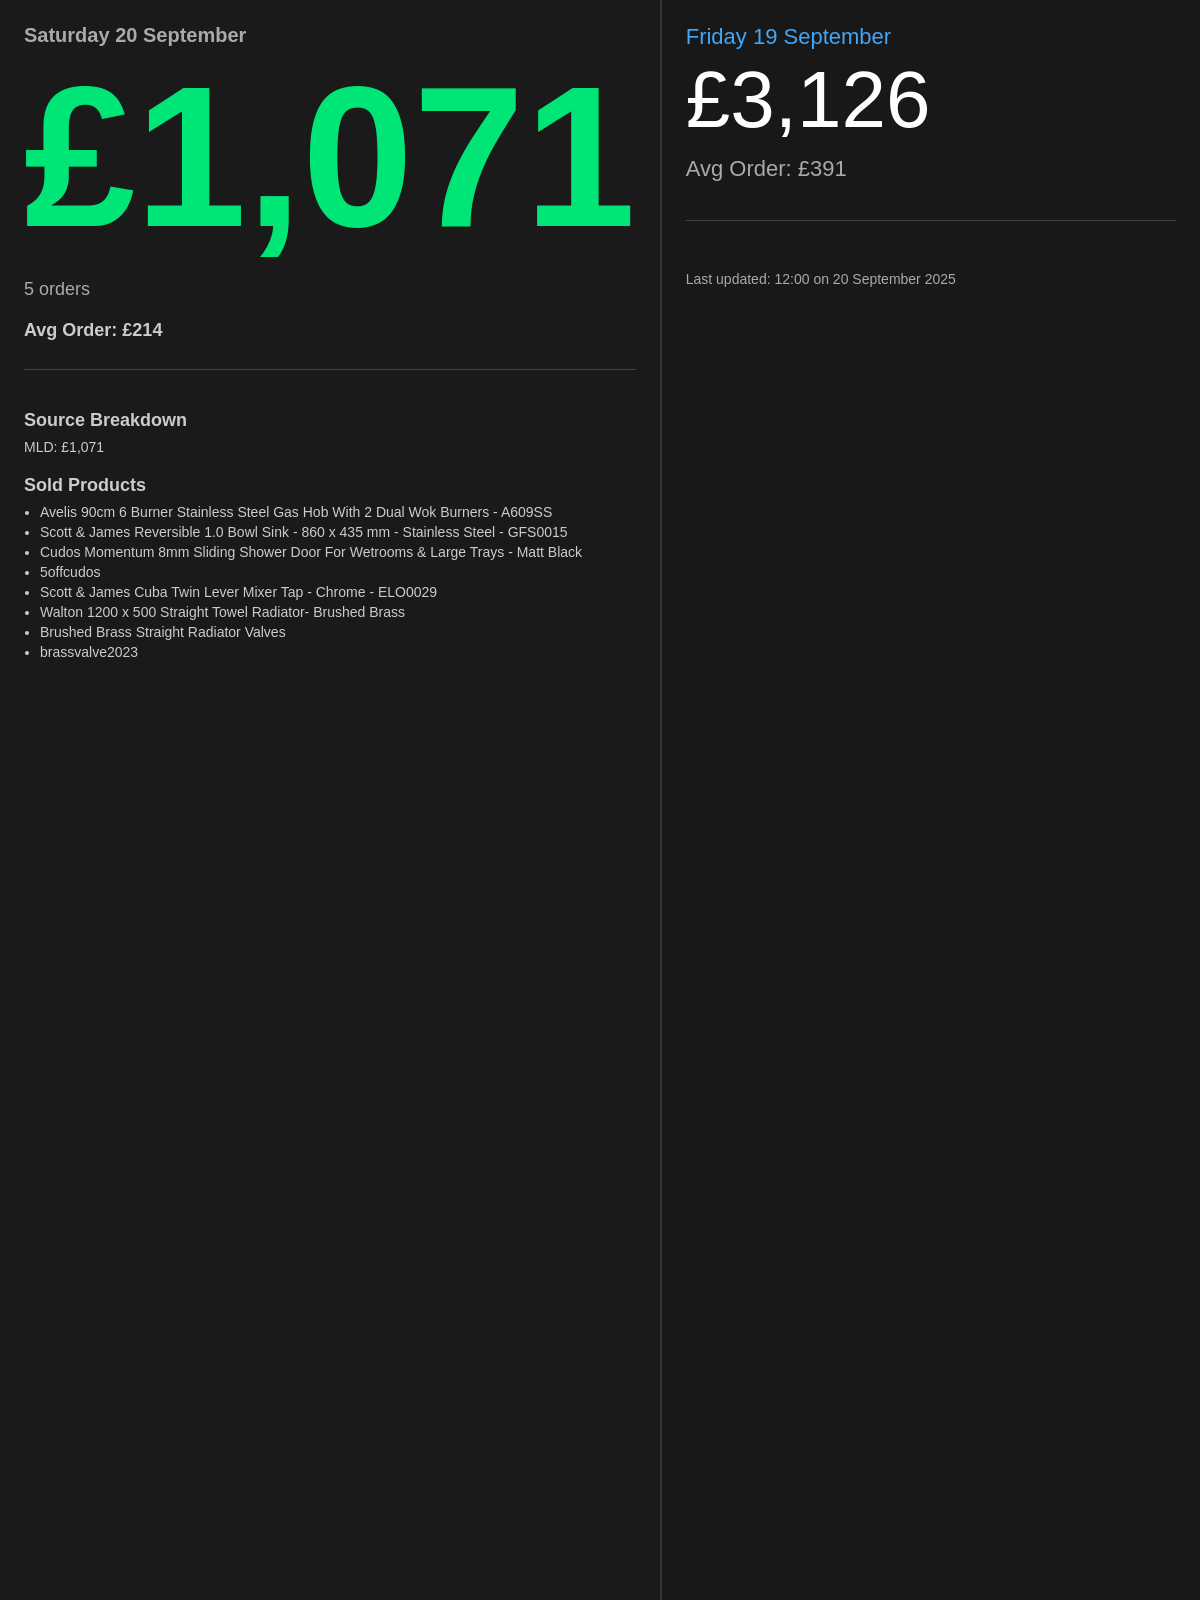 Saturday 20 September
£1,071
5 orders
Avg Order: £214
Source Breakdown
MLD: £1,071
Sold Products
• Avelis 90cm 6 Burner Stainless Steel Gas Hob With 2 Dual Wok Burners - A609SS
• Scott & James Reversible 1.0 Bowl Sink - 860 x 435 mm - Stainless Steel - GFS0015
• Cudos Momentum 8mm Sliding Shower Door For Wetrooms & Large Trays - Matt Black
• 5offcudos
• Scott & James Cuba Twin Lever Mixer Tap - Chrome - ELO0029
• Walton 1200 x 500 Straight Towel Radiator- Brushed Brass
• Brushed Brass Straight Radiator Valves
• brassvalve2023
Friday 19 September
£3,126
Avg Order: £391
Last updated: 12:00 on 20 September 2025